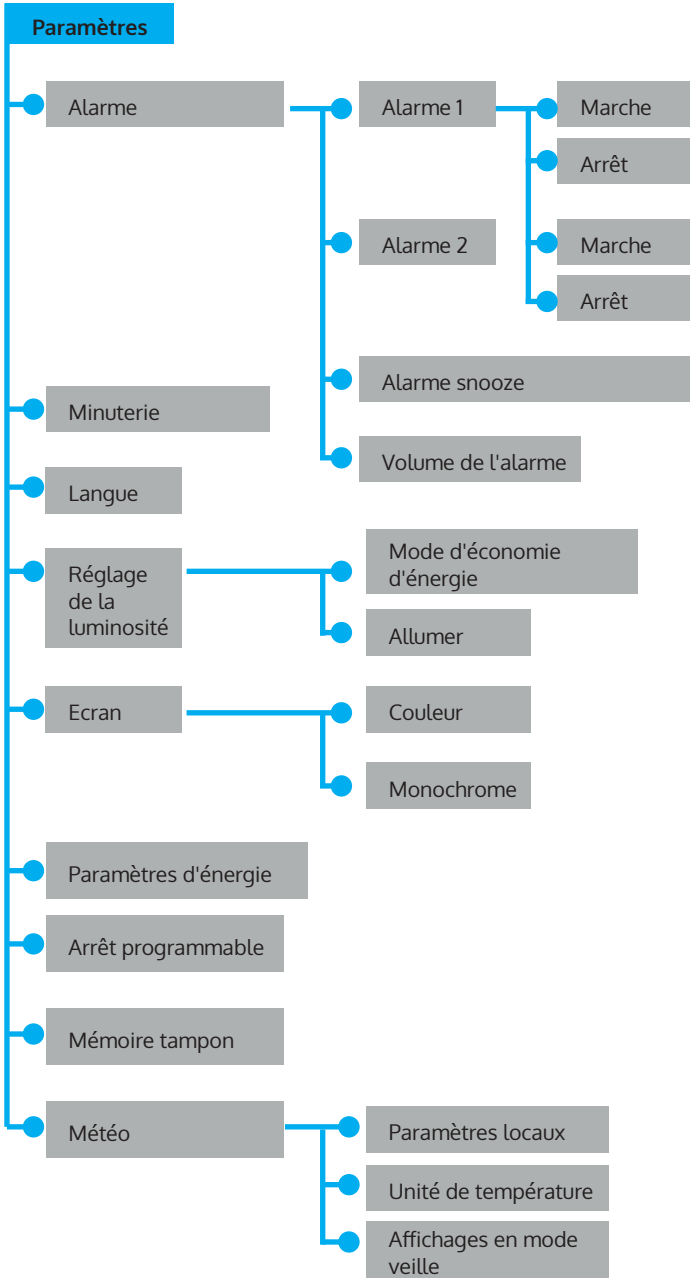 Paramètres
Alarme
Alarme 1
Marche
Arrêt
Alarme 2
Marche
Arrêt
Alarme snooze
Volume de l'alarme
Minuterie
Langue
Réglage
de la
luminosité
Mode d'économie
d'énergie
Allumer
Ecran
Couleur
Monochrome
Paramètres d'énergie
Arrêt programmable
Mémoire tampon
Météo
Paramètres locaux
Unité de température
Affichages en mode
veille